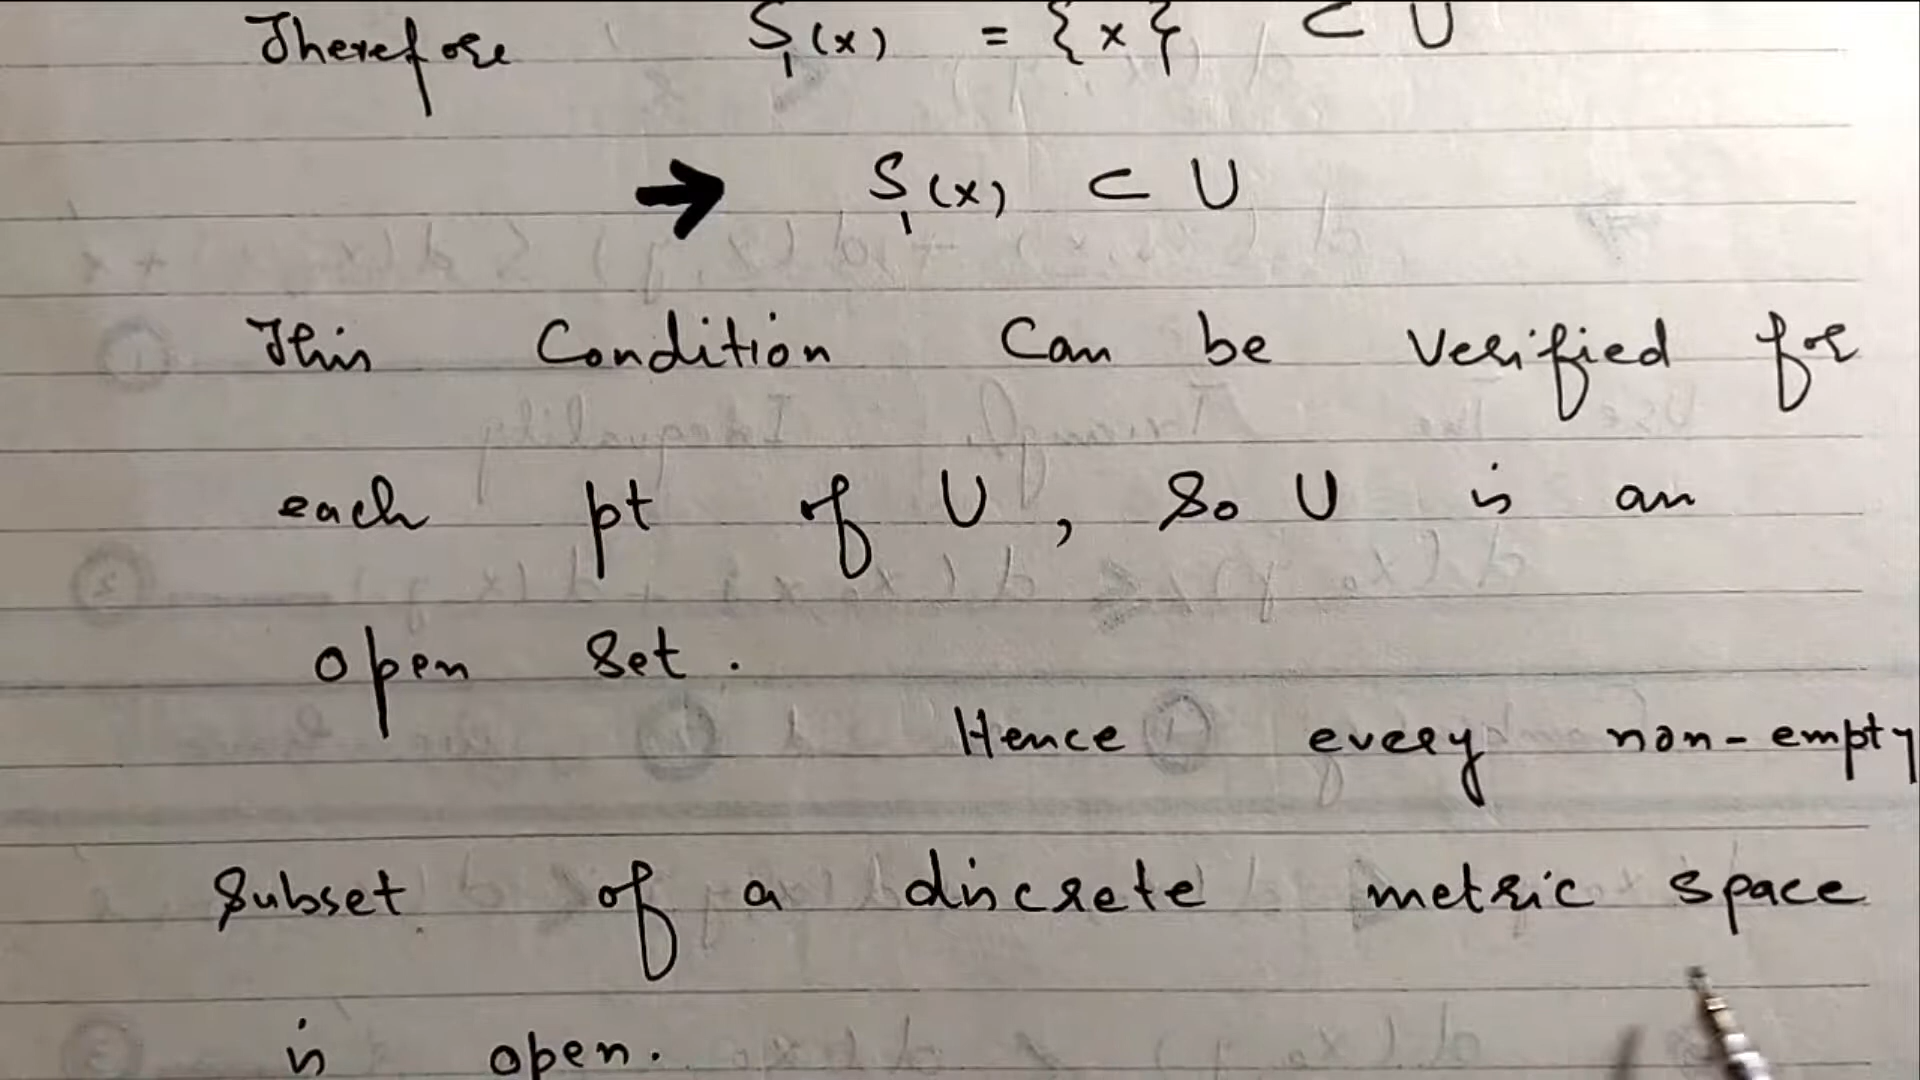 Therefore S₁(x) = {x} ⊂ U
→ S₁(x) ⊂ U
This Condition Can be verified for
each pt of U, So U is an
open set.
Hence every non-empty
Subset of a discrete metric space
is open.